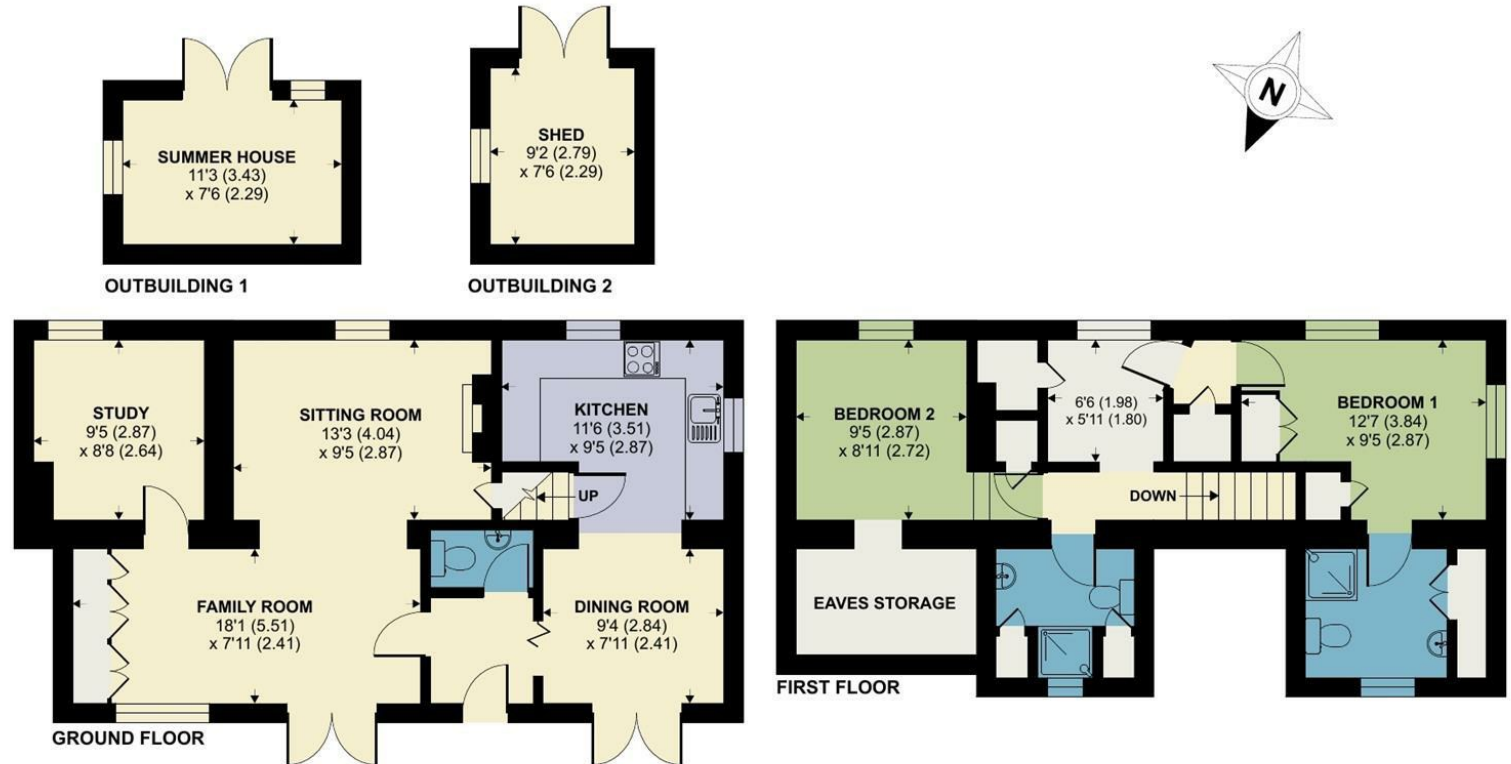 SUMMER HOUSE
11'3 (3.43)
x 7'6 (2.29)
OUTBUILDING 1
SHED
9'2 (2.79)
x 7'6 (2.29)
OUTBUILDING 2
N
STUDY
9'5 (2.87)
x 8'8 (2.64)
SITTING ROOM
13'3 (4.04)
x 9'5 (2.87)
KITCHEN
11'6 (3.51)
x 9'5 (2.87)
UP
FAMILY ROOM
18'1 (5.51)
x 7'11 (2.41)
DINING ROOM
9'4 (2.84)
x 7'11 (2.41)
GROUND FLOOR
BEDROOM 2
9'5 (2.87)
x 8'11 (2.72)
6'6 (1.98)
x 5'11 (1.80)
BEDROOM 1
12'7 (3.84)
x 9'5 (2.87)
DOWN
EAVES STORAGE
FIRST FLOOR